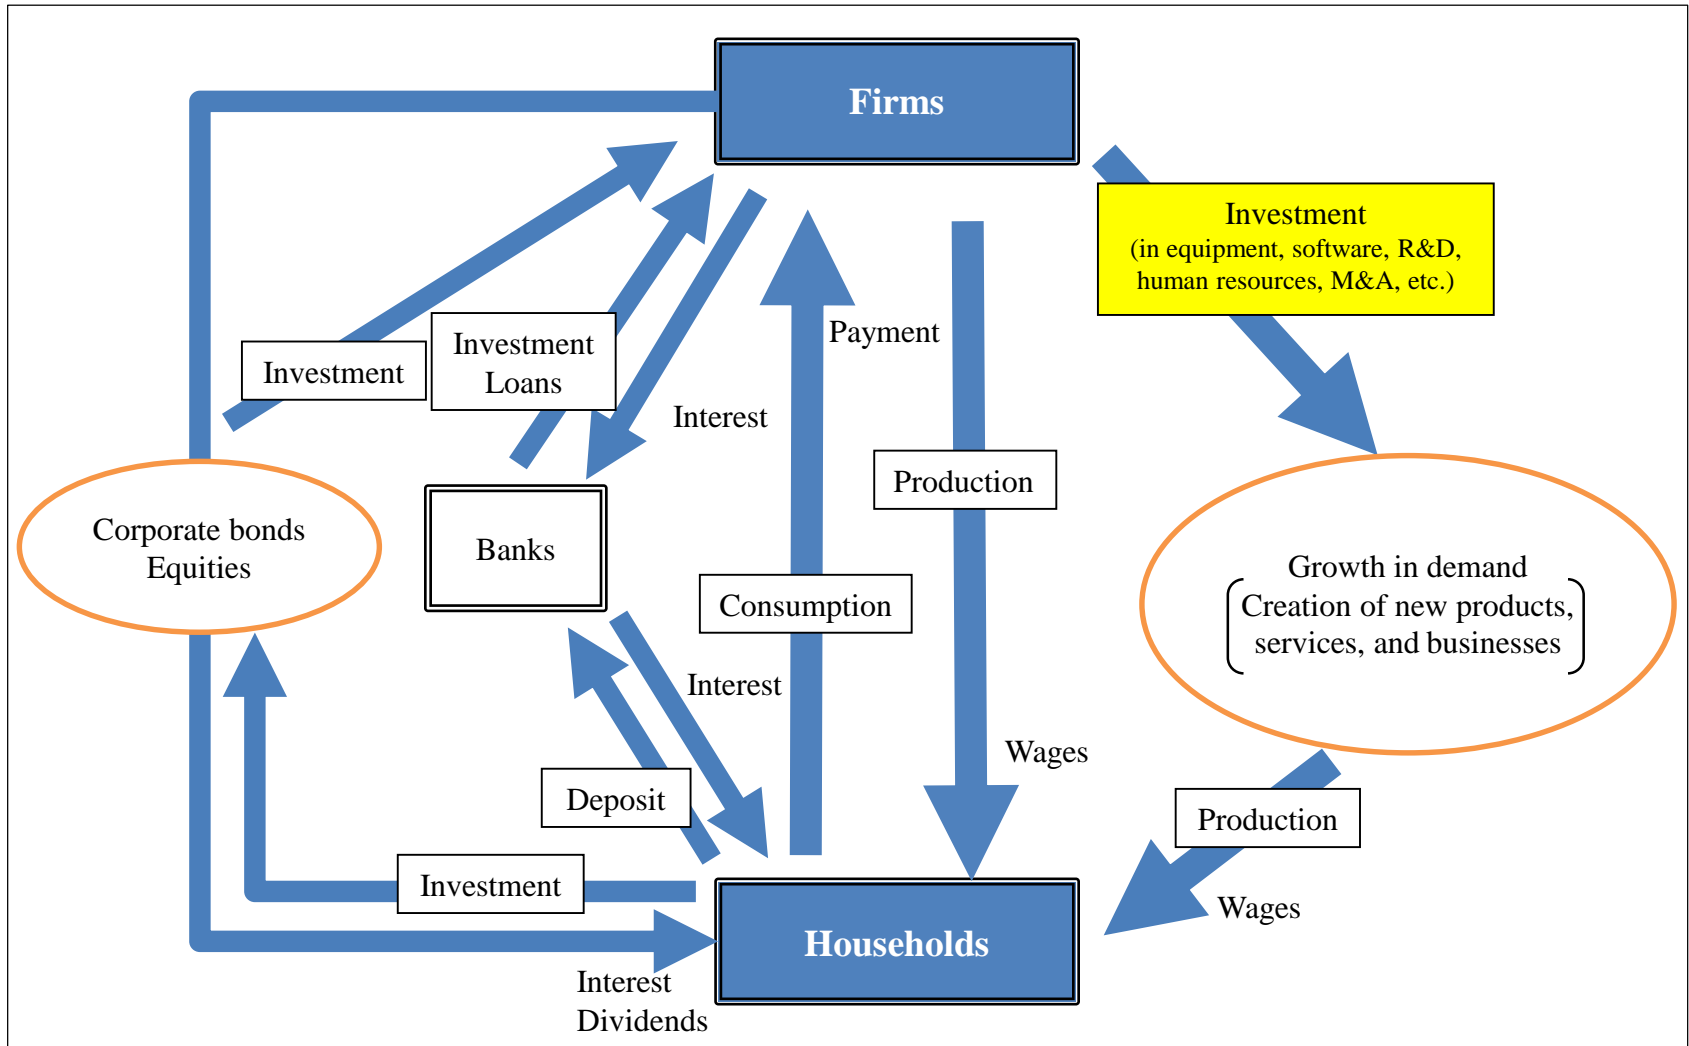 Firms
Investment
(in equipment, software, R&D,
human resources, M&A, etc.)
Payment
Investment
Loans
Investment
Interest
Production
Corporate bonds
Equities
Banks
Growth in demand
Creation of new products,
services, and businesses
Consumption
Interest
Wages
Deposit
Production
Investment
Wages
Households
Interest
Dividends